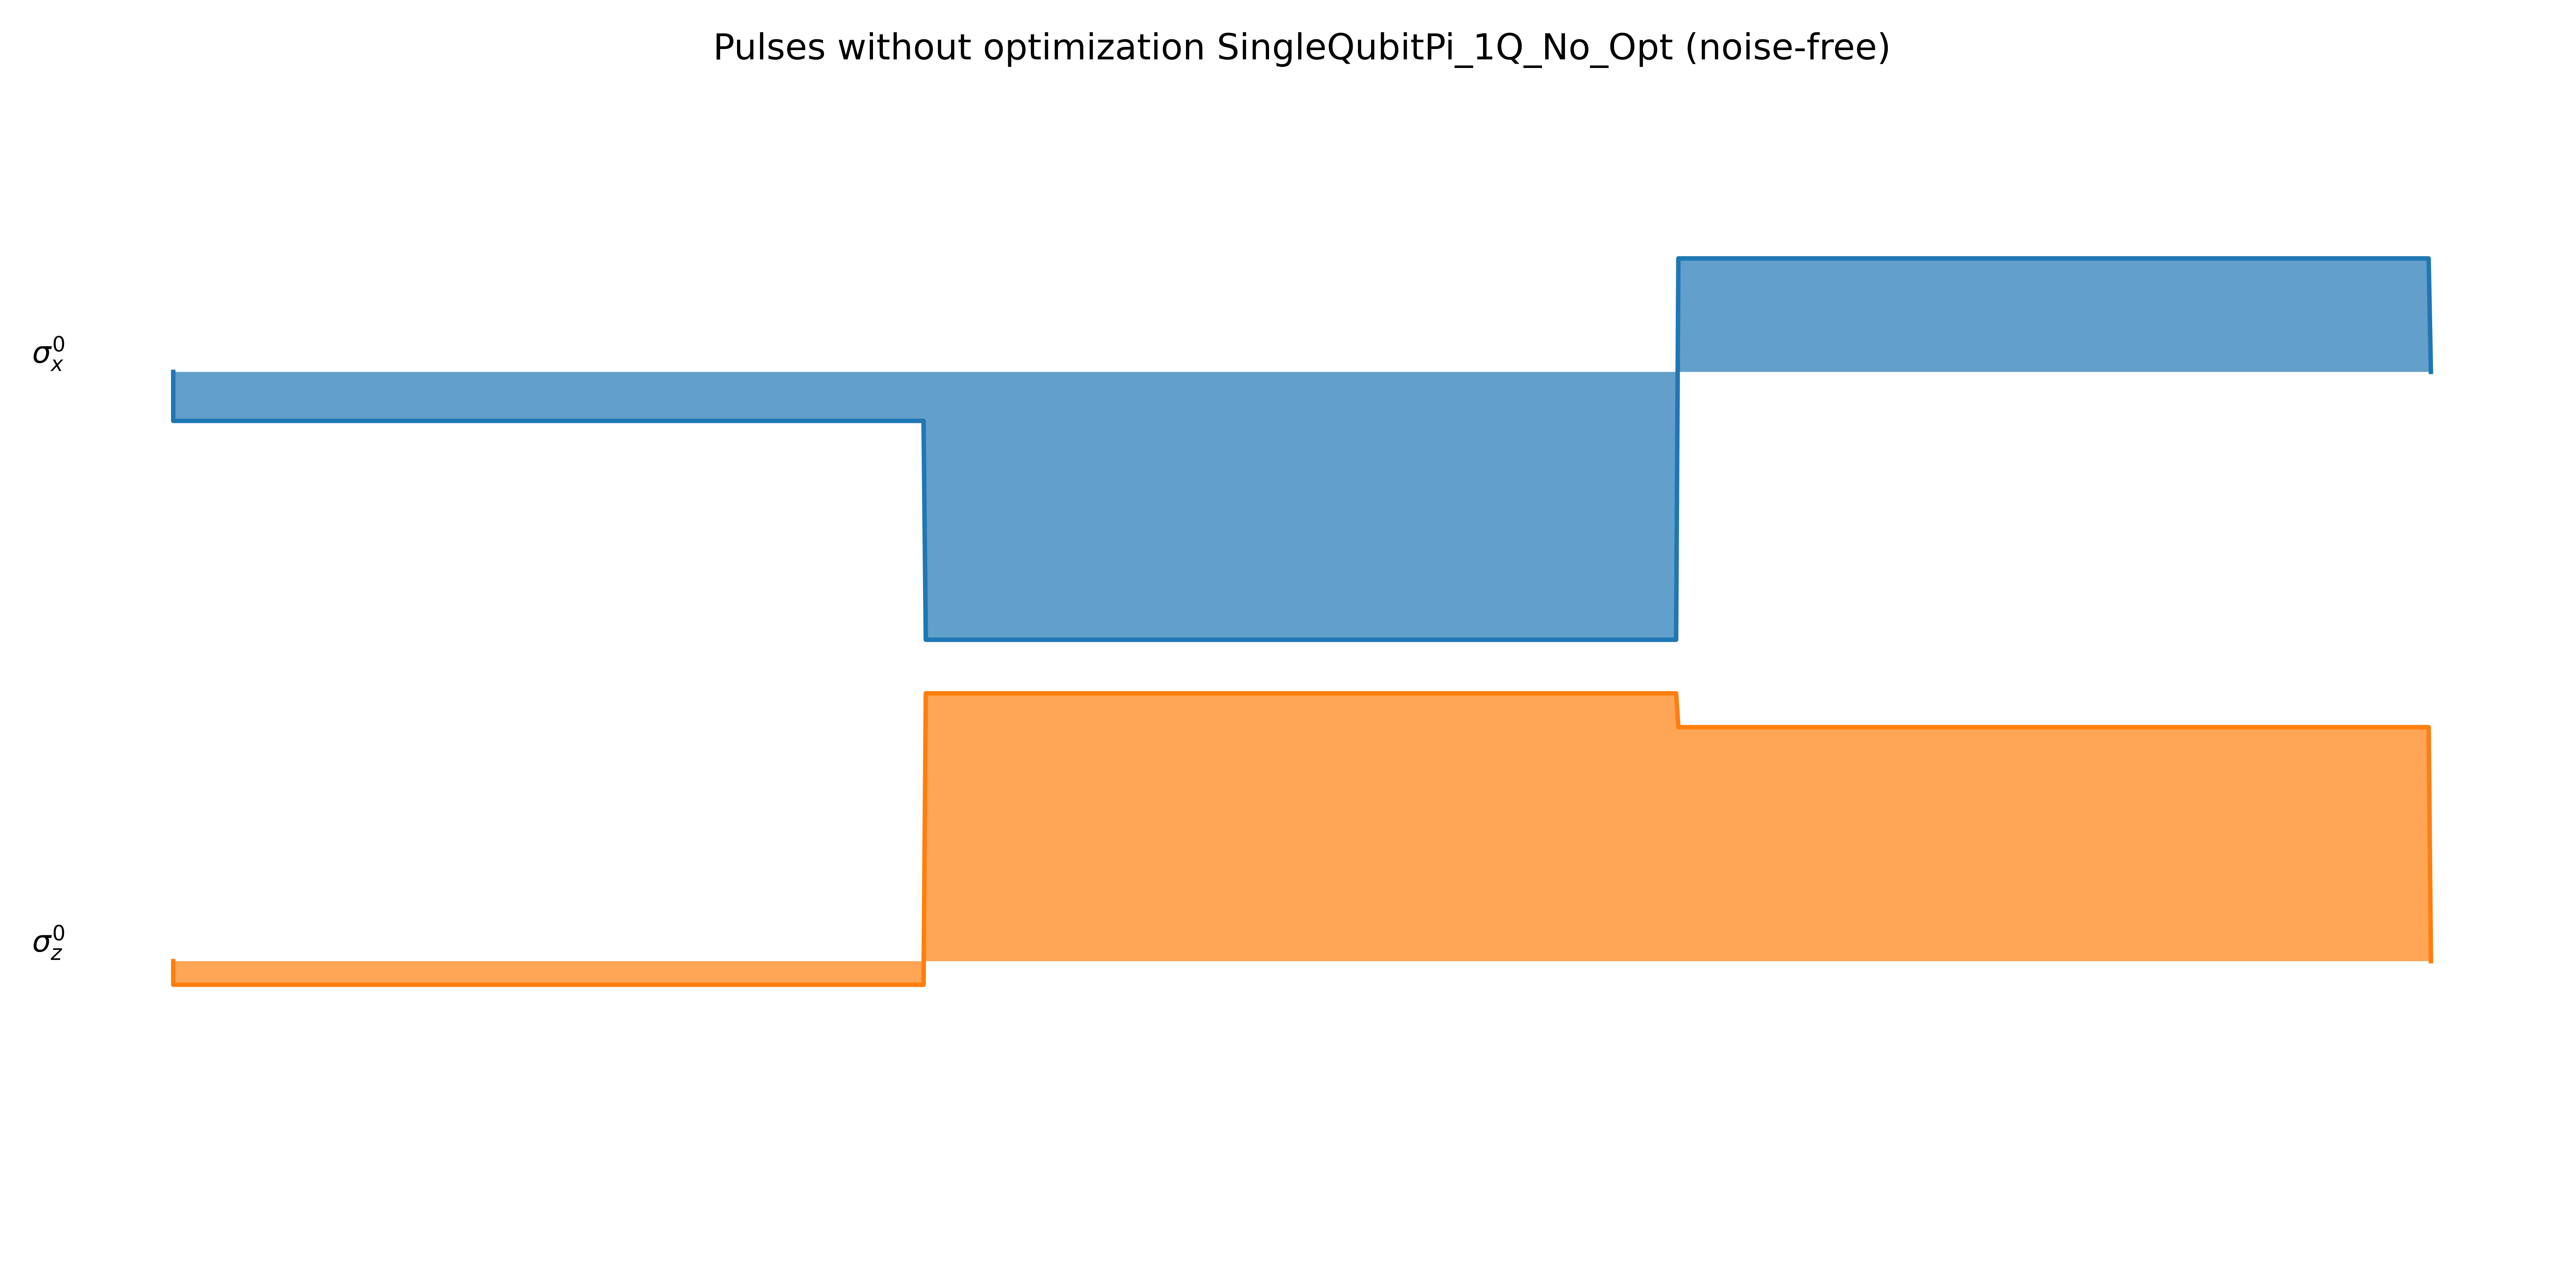 Pulses without optimization SingleQubitPi_1Q_No_Opt (noise-free)
σ_x^0
σ_z^0